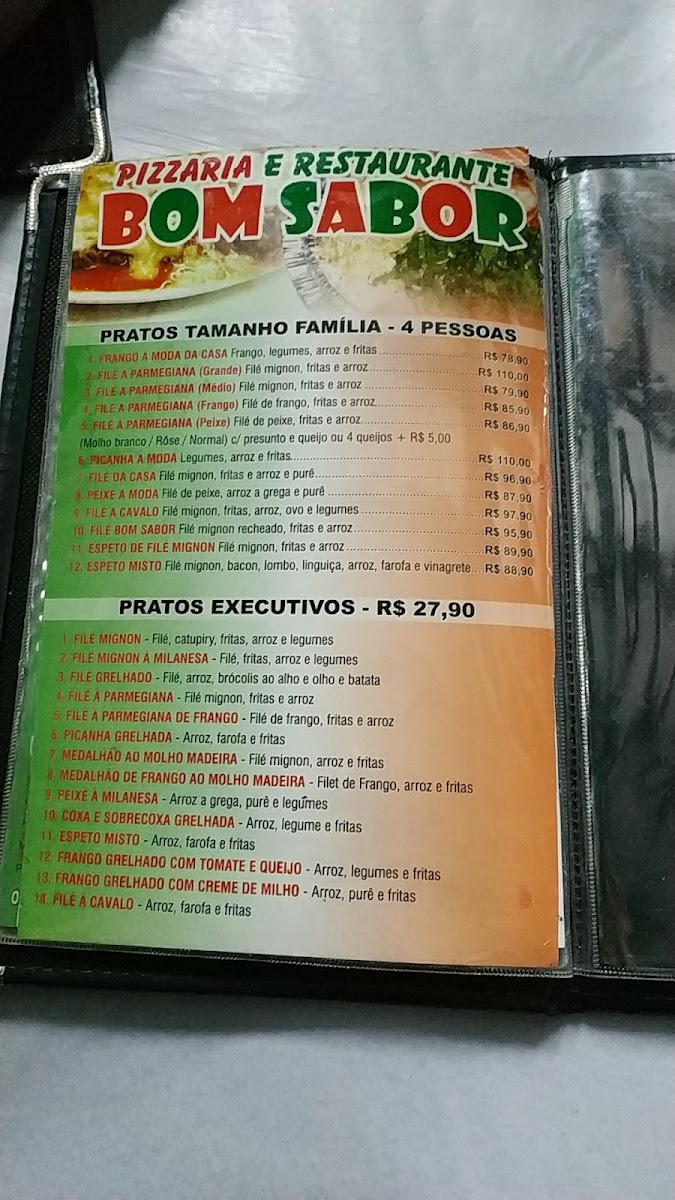 PIZZARIA E RESTAURANTE
BOM SABOR
PRATOS TAMANHO FAMÍLIA - 4 PESSOAS
1. FRANGO A MODA DA CASA Frango, legumes, arroz e fritas ........ R$ 78,90
2. FILÉ A PARMEGIANA (Grande) Filé mignon, fritas e arroz ........ R$ 110,00
3. FILÉ A PARMEGIANA (Médio) Filé mignon, fritas e arroz ........ R$ 79,90
4. FILÉ A PARMEGIANA (Frango) Filé de frango, fritas e arroz ........ R$ 85,90
5. FILÉ A PARMEGIANA (Peixe) Filé de peixe, fritas e arroz ........ R$ 86,90
(Molho branco / Rôse / Normal) c/ presunto e queijo ou 4 queijos + R$ 5,00
6. PICANHA A MODA Legumes, arroz e fritas ........ R$ 110,00
7. FILÉ DA CASA Filé mignon, fritas e arroz e purê ........ R$ 96,90
8. PEIXE A MODA Filé de peixe, arroz a grega e purê ........ R$ 87,90
9. FILÉ A CAVALO Filé mignon, fritas, arroz, ovo e legumes ........ R$ 97,90
10. FILÉ BOM SABOR Filé mignon recheado, fritas e arroz ........ R$ 95,90
11. ESPETO DE FILÉ MIGNON Filé mignon, fritas e arroz ........ R$ 89,90
12. ESPETO MISTO Filé mignon, bacon, lombo, linguiça, arroz, farofa e vinagrete ... R$ 88,90
PRATOS EXECUTIVOS - R$ 27,90
1. FILÉ MIGNON - Filé, catupiry, fritas, arroz e legumes
2. FILÉ MIGNON À MILANESA - Filé, fritas, arroz e legumes
3. FILÉ GRELHADO - Filé, arroz, brócolis ao alho e olho e batata
4. FILÉ À PARMEGIANA - Filé mignon, fritas e arroz
5. FILÉ À PARMEGIANA DE FRANGO - Filé de frango, fritas e arroz
6. PICANHA GRELHADA - Arroz, farofa e fritas
7. MEDALHÃO AO MOLHO MADEIRA - Filé mignon, arroz e fritas
8. MEDALHÃO DE FRANGO AO MOLHO MADEIRA - Filet de Frango, arroz e fritas
9. PEIXE À MILANESA - Arroz a grega, purê e legumes
10. COXA E SOBRECOXA GRELHADA - Arroz, legume e fritas
11. ESPETO MISTO - Arroz, farofa e fritas
12. FRANGO GRELHADO COM TOMATE E QUEIJO - Arroz, legumes e fritas
13. FRANGO GRELHADO COM CREME DE MILHO - Arroz, purê e fritas
14. FILÉ À CAVALO - Arroz, farofa e fritas